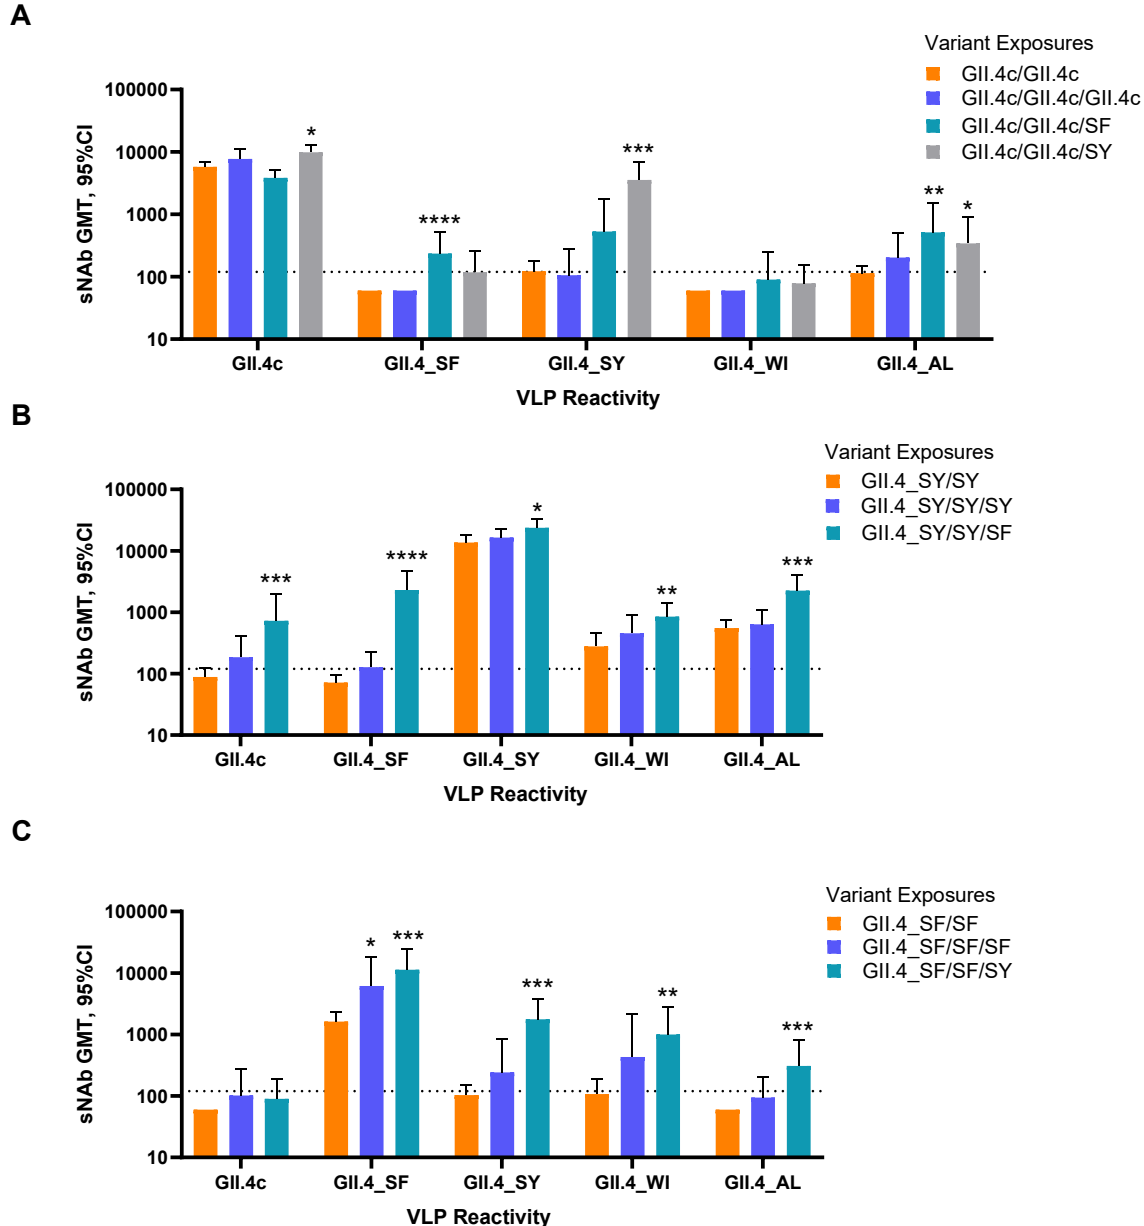 A
Variant Exposures
GII.4c/GII.4c
GII.4c/GII.4c/GII.4c
GII.4c/GII.4c/SF
GII.4c/GII.4c/SY
sNAb GMT, 95%CI
100000
10000
1000
100
10
*
****
***
**
*
GII.4c GII.4_SF GII.4_SY GII.4_WI GII.4_AL
VLP Reactivity
B
Variant Exposures
GII.4_SY/SY
GII.4_SY/SY/SY
GII.4_SY/SY/SF
sNAb GMT, 95%CI
100000
10000
1000
100
10
***
****
*
**
***
GII.4c GII.4_SF GII.4_SY GII.4_WI GII.4_AL
VLP Reactivity
C
Variant Exposures
GII.4_SF/SF
GII.4_SF/SF/SF
GII.4_SF/SF/SY
sNAb GMT, 95%CI
100000
10000
1000
100
10
*
***
***
**
***
GII.4c GII.4_SF GII.4_SY GII.4_WI GII.4_AL
VLP Reactivity